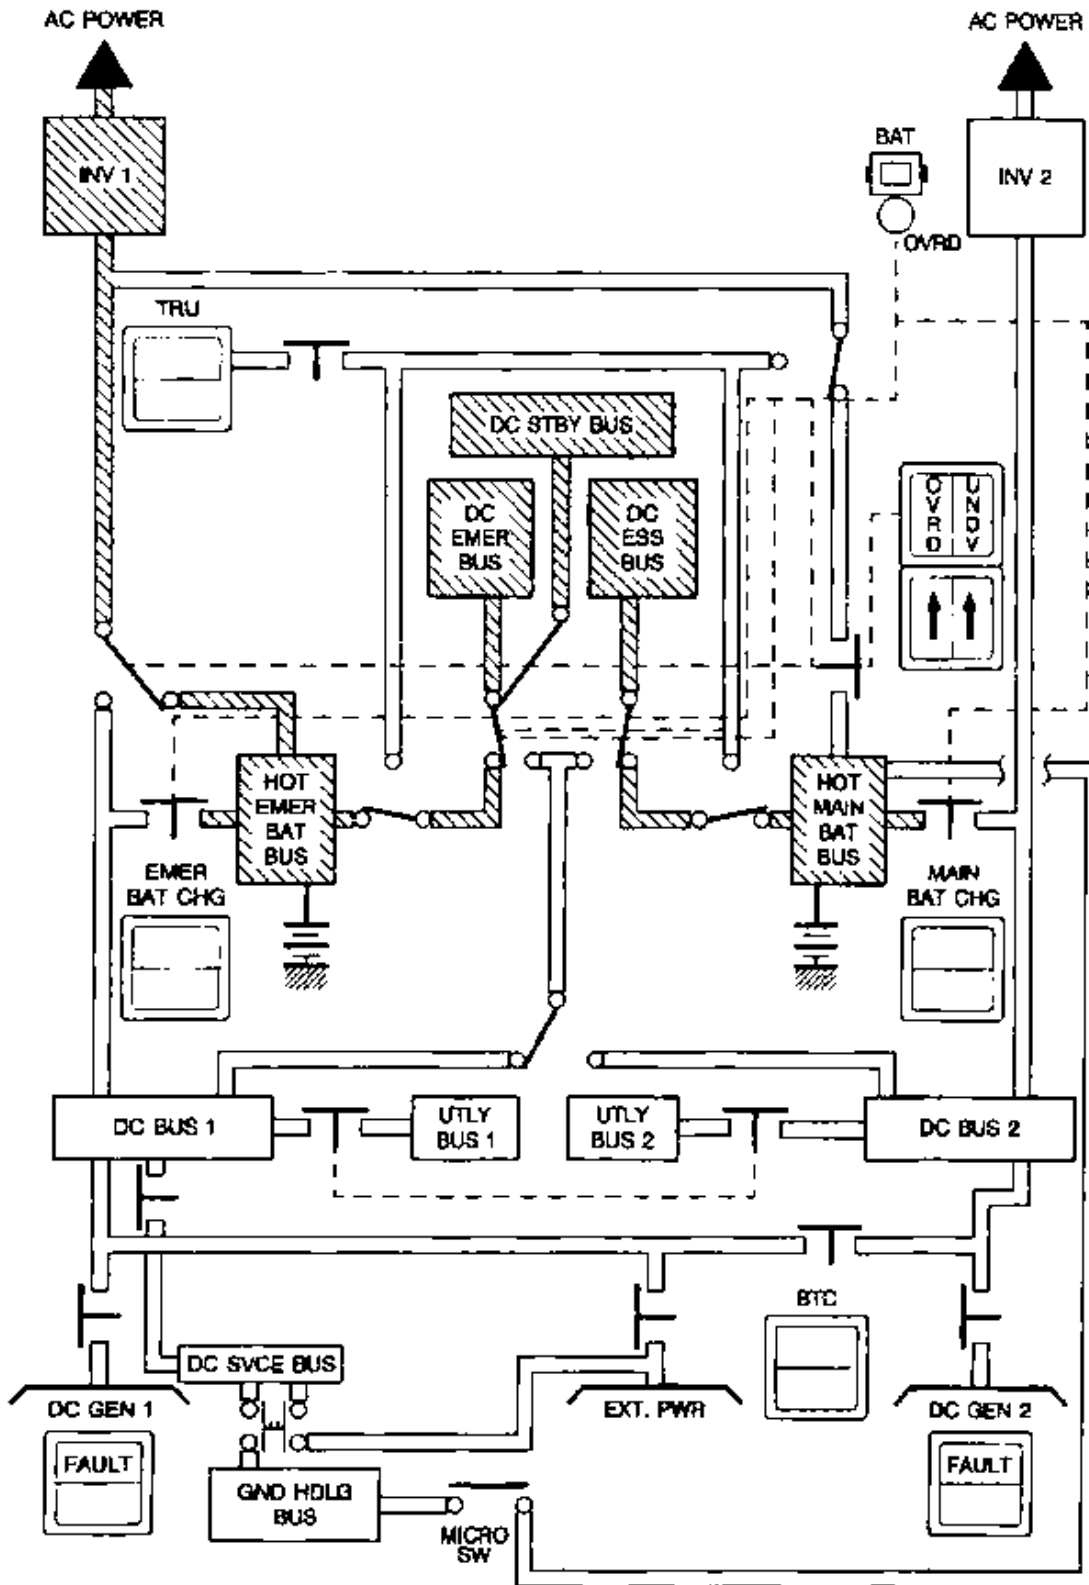 AC POWER
AC POWER
INV 1
BAT
INV 2
OVRD
TRU
DC STBY BUS
DC
EMER
BUS
DC
ESS
BUS
OVRD
UNDV
HOT
EMER
BAT
BUS
HOT
MAIN
BAT
BUS
EMER
BAT CHG
MAIN
BAT CHG
DC BUS 1
UTLY
BUS 1
UTLY
BUS 2
DC BUS 2
BTC
DC SVCE BUS
DC GEN 1
EXT. PWR
DC GEN 2
FAULT
FAULT
GND HDLG
BUS
MICRO
SW